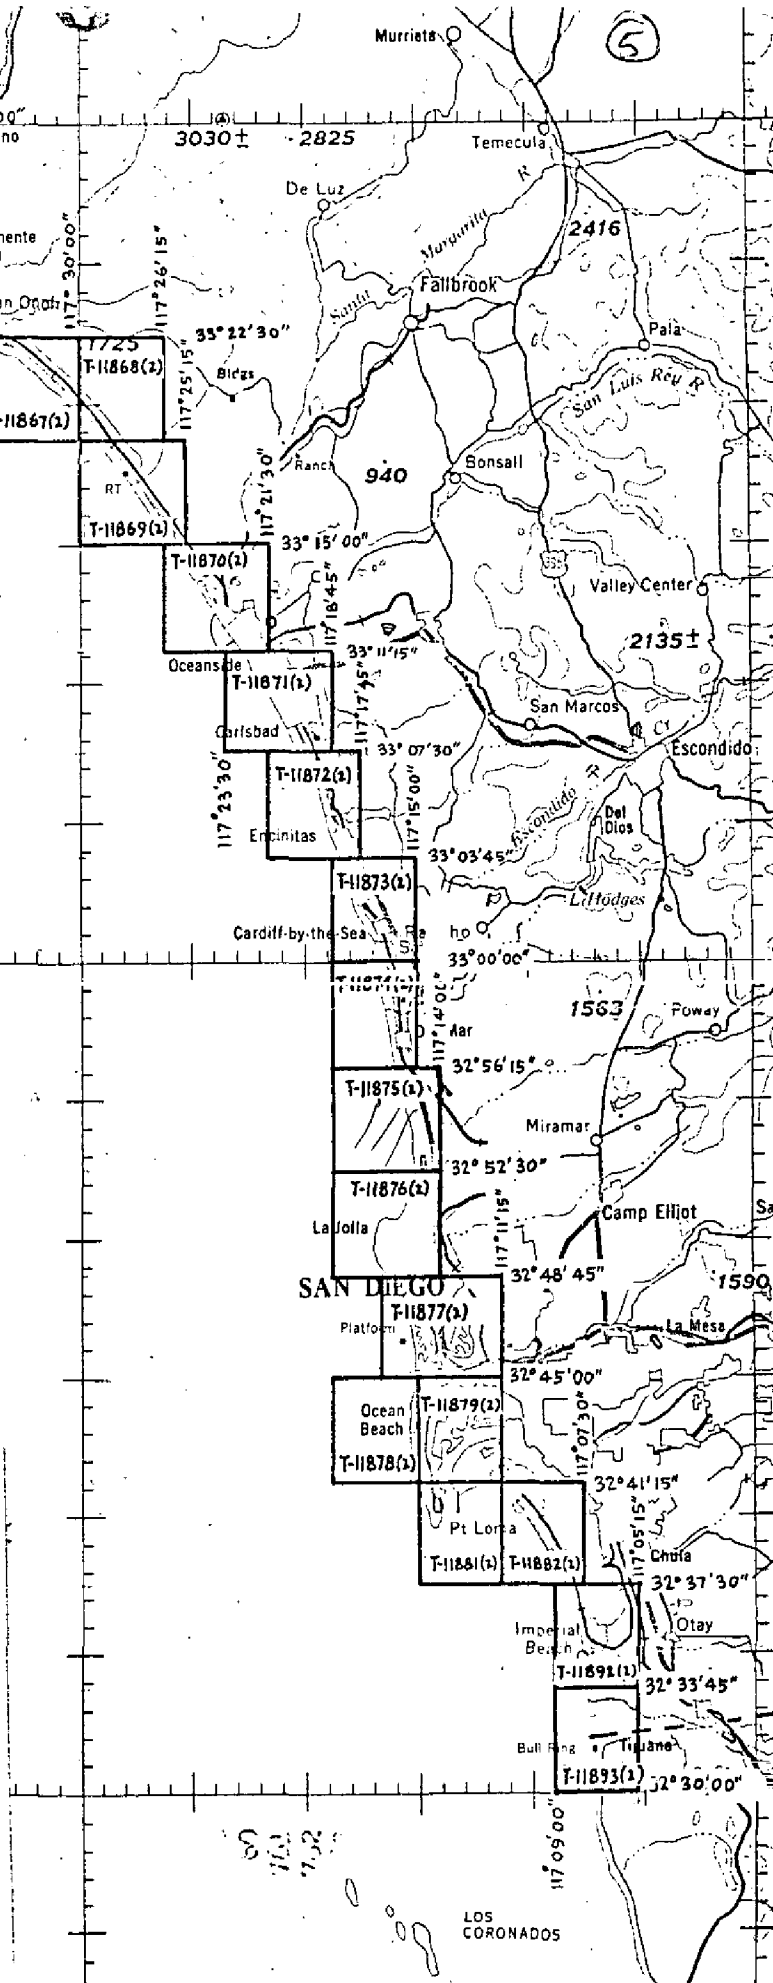 Murrieta
5
3030± 2825
Temecula
De Luz
R
Margarita
Santa
2416
117° 30' 00"
117° 26' 15"
Fallbrook
33° 22' 30"
1725
T-11868(2)
117° 25' 15"
Bldgs
Pala
San Luis Rey R
-11867(2)
RT
Ranch
940
Bonsall
T-11869(2)
117° 21' 30"
33° 15' 00"
T-11870(2)
117° 18' 45"
395
Valley Center
2135±
33° 11' 15"
Oceanside
T-11871(2)
117° 17' 45"
San Marcos
Carlsbad
33° 07' 30"
Escondido
117° 23' 30"
T-11872(2)
117° 15' 00"
Escondido
Del
Dios
Encinitas
33° 03' 45"
T-11873(2)
L. Hodges
Cardiff-by-the-Sea
33° 00' 00"
117° 14' 00"
1563
Poway
32° 56' 15"
T-11875(2)
Miramar
32° 52' 30"
T-11876(2)
117° 11' 15"
Camp Elliot
La Jolla
32° 48' 45"
SAN DIEGO
1590
T-11877(2)
Platform
La Mesa
32° 45' 00"
Ocean
Beach
T-11879(2)
117° 07' 30"
T-11878(2)
32° 41' 15"
Pt Loma
117° 05' 15"
T-11881(2)
T-11882(2)
Chula
32° 37' 30"
Imperial
Beach
Otay
T-11892(2)
32° 33' 45"
Bull Ring
Tijuana
T-11893(2)
32° 30' 00"
117° 09' 00"
LOS
CORONADOS